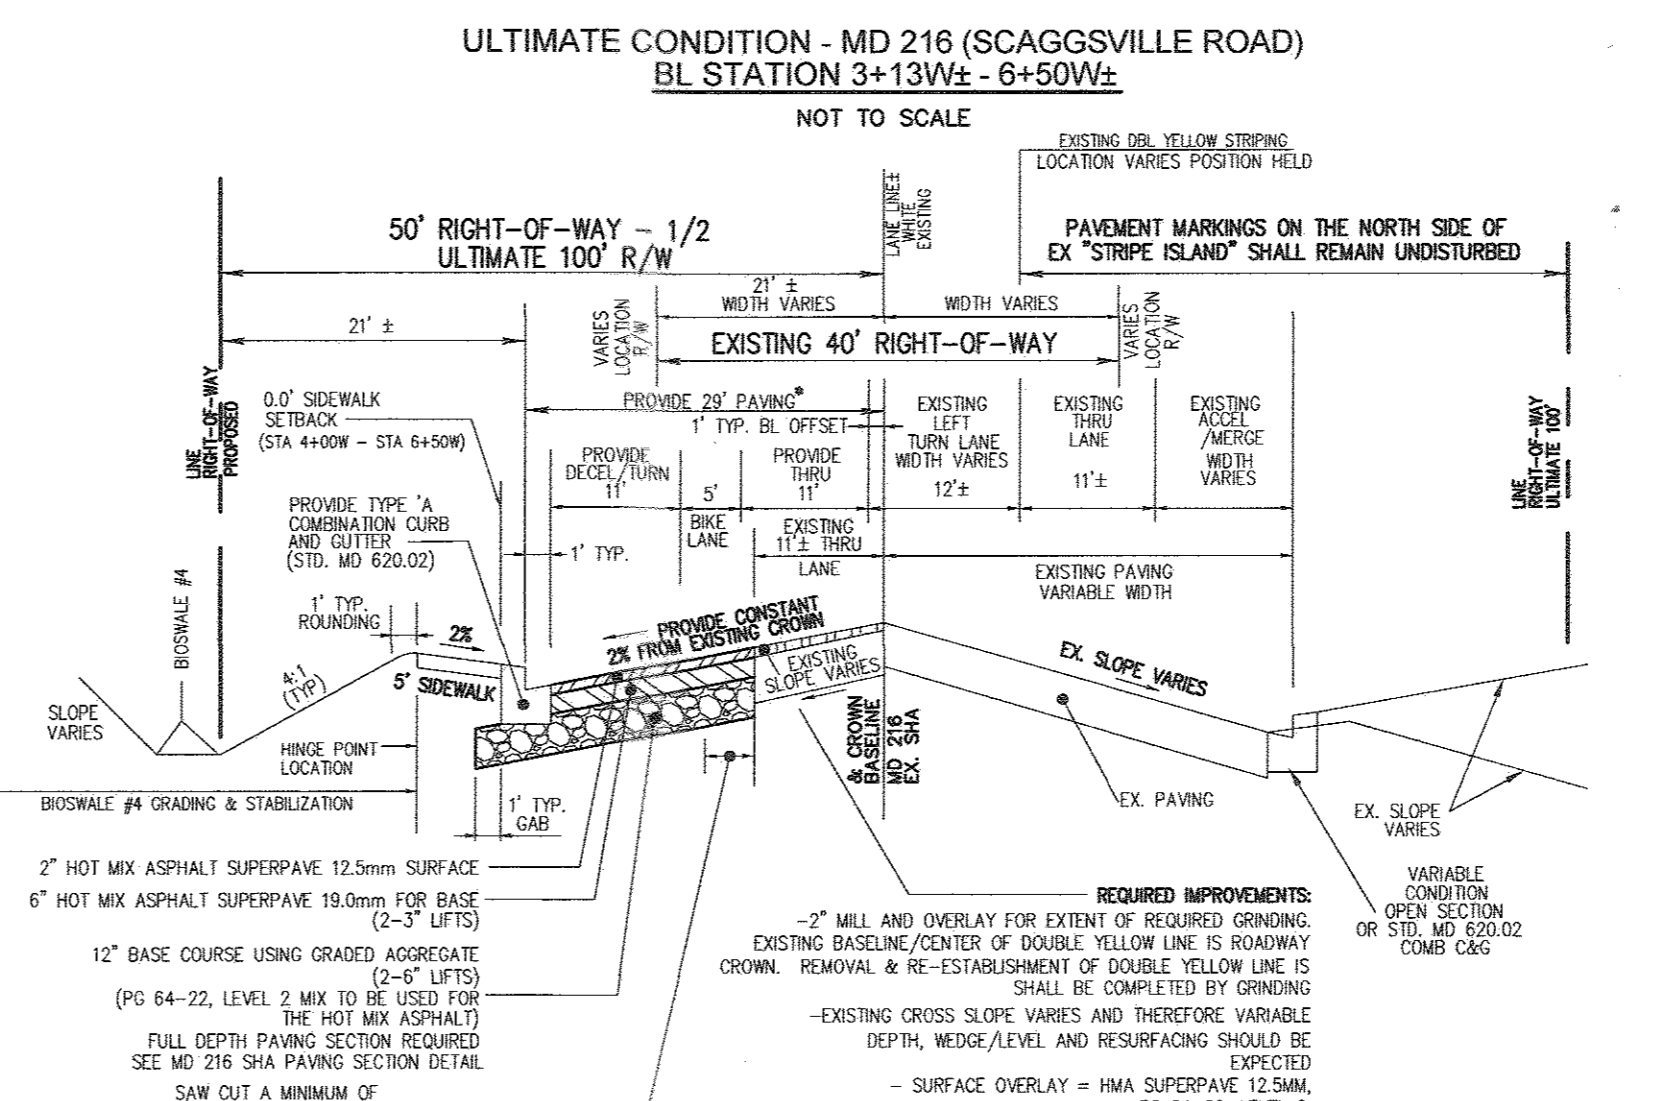 ULTIMATE CONDITION - MD 216 (SCAGGSVILLE ROAD)
BL STATION 3+13W± - 6+50W±
NOT TO SCALE
EXISTING DBL YELLOW STRIPING
LOCATION VARIES POSITION HELD
50' RIGHT-OF-WAY - 1/2
ULTIMATE 100' R/W
LANE LINE±
WHITE
EXISTING
PAVEMENT MARKINGS ON THE NORTH SIDE OF
EX "STRIPE ISLAND" SHALL REMAIN UNDISTURBED
21' ±
WIDTH VARIES
WIDTH VARIES
21' ±
VARIES
LOCATION
R/W
EXISTING 40' RIGHT-OF-WAY
VARIES
LOCATION
R/W
LINE
RIGHT-OF-WAY
PROPOSED
0.0' SIDEWALK
SETBACK
(STA 4+00W - STA 6+50W)
PROVIDE 29' PAVING*
1' TYP. BL OFFSET
PROVIDE
DECEL/TURN
11'
5'
BIKE
LANE
PROVIDE
THRU
11'
EXISTING
LEFT
TURN LANE
WIDTH VARIES
12'±
EXISTING
THRU
LANE
11'±
EXISTING
ACCEL
/MERGE
WIDTH
VARIES
LINE
RIGHT-OF-WAY
ULTIMATE 100'
PROVIDE TYPE 'A
COMBINATION CURB
AND GUTTER
(STD. MD 620.02)
1' TYP.
EXISTING
11'± THRU
LANE
EXISTING PAVING
VARIABLE WIDTH
BIOSWALE #4
1' TYP.
ROUNDING
2%
PROVIDE CONSTANT
2% FROM EXISTING CROWN
EXISTING
SLOPE VARIES
EX. SLOPE VARIES
4:1
(TYP)
5' SIDEWALK
SLOPE
VARIES
HINGE POINT
LOCATION
& CROWN
BASELINE
MD 216
EX. SHA
BIOSWALE #4 GRADING & STABILIZATION
1' TYP.
GAB
EX. PAVING
EX. SLOPE
VARIES
2" HOT MIX ASPHALT SUPERPAVE 12.5mm SURFACE
6" HOT MIX ASPHALT SUPERPAVE 19.0mm FOR BASE
(2-3" LIFTS)
12" BASE COURSE USING GRADED AGGREGATE
(2-6" LIFTS)
(PG 64-22, LEVEL 2 MIX TO BE USED FOR
THE HOT MIX ASPHALT)
FULL DEPTH PAVING SECTION REQUIRED
SEE MD 216 SHA PAVING SECTION DETAIL
SAW CUT A MINIMUM OF
REQUIRED IMPROVEMENTS:
-2" MILL AND OVERLAY FOR EXTENT OF REQUIRED GRINDING.
EXISTING BASELINE/CENTER OF DOUBLE YELLOW LINE IS ROADWAY
CROWN. REMOVAL & RE-ESTABLISHMENT OF DOUBLE YELLOW LINE IS
SHALL BE COMPLETED BY GRINDING
-EXISTING CROSS SLOPE VARIES AND THEREFORE VARIABLE
DEPTH, WEDGE/LEVEL AND RESURFACING SHOULD BE
EXPECTED
- SURFACE OVERLAY = HMA SUPERPAVE 12.5MM,
VARIABLE
CONDITION
OPEN SECTION
OR STD. MD 620.02
COMB C&G